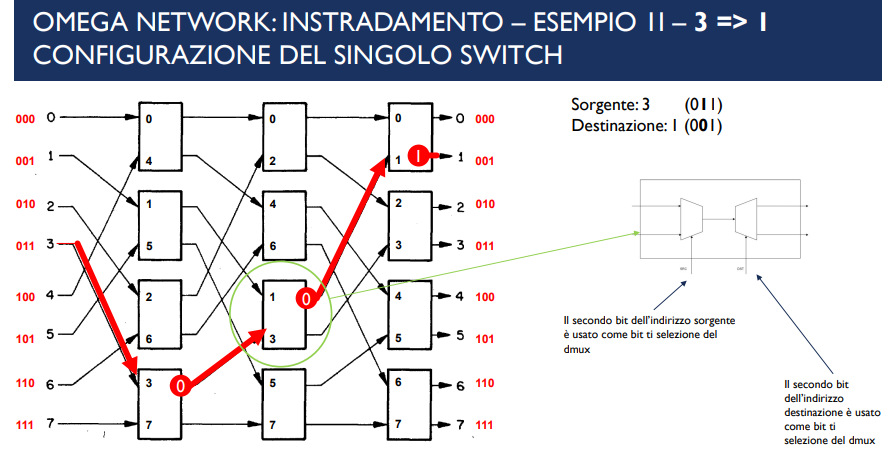 OMEGA NETWORK: INSTRADAMENTO – ESEMPIO 11 – 3 => 1
CONFIGURAZIONE DEL SINGOLO SWITCH
Sorgente: 3 (011)
Destinazione: 1 (001)
000 0 0 0 0 0 000
001 1 4 2 1 1 1 001
010 2 1 4 2 2 010
011 3 5 6 3 3 011
100 4 2 1 0 4 4 100
101 5 6 3 5 5 101
110 6 3 0 5 6 6 110
111 7 7 7 7 7 111
Il secondo bit dell'indirizzo sorgente
è usato come bit ti selezione del
dmux
Il secondo bit
dell'indirizzo
destinazione è usato
come bit ti
selezione del dmux